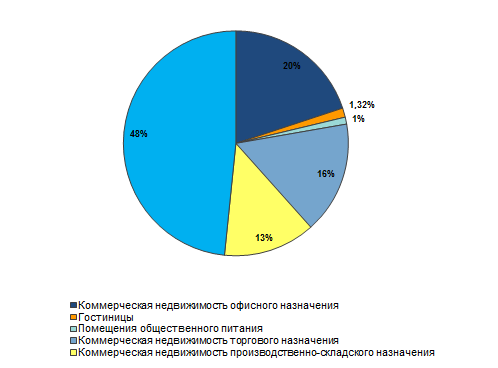 20%
1,32%
1%
48%
16%
13%
Коммерческая недвижимость офисного назначения
Гостиницы
Помещения общественного питания
Коммерческая недвижимость торгового назначения
Коммерческая недвижимость производственно-складского назначения